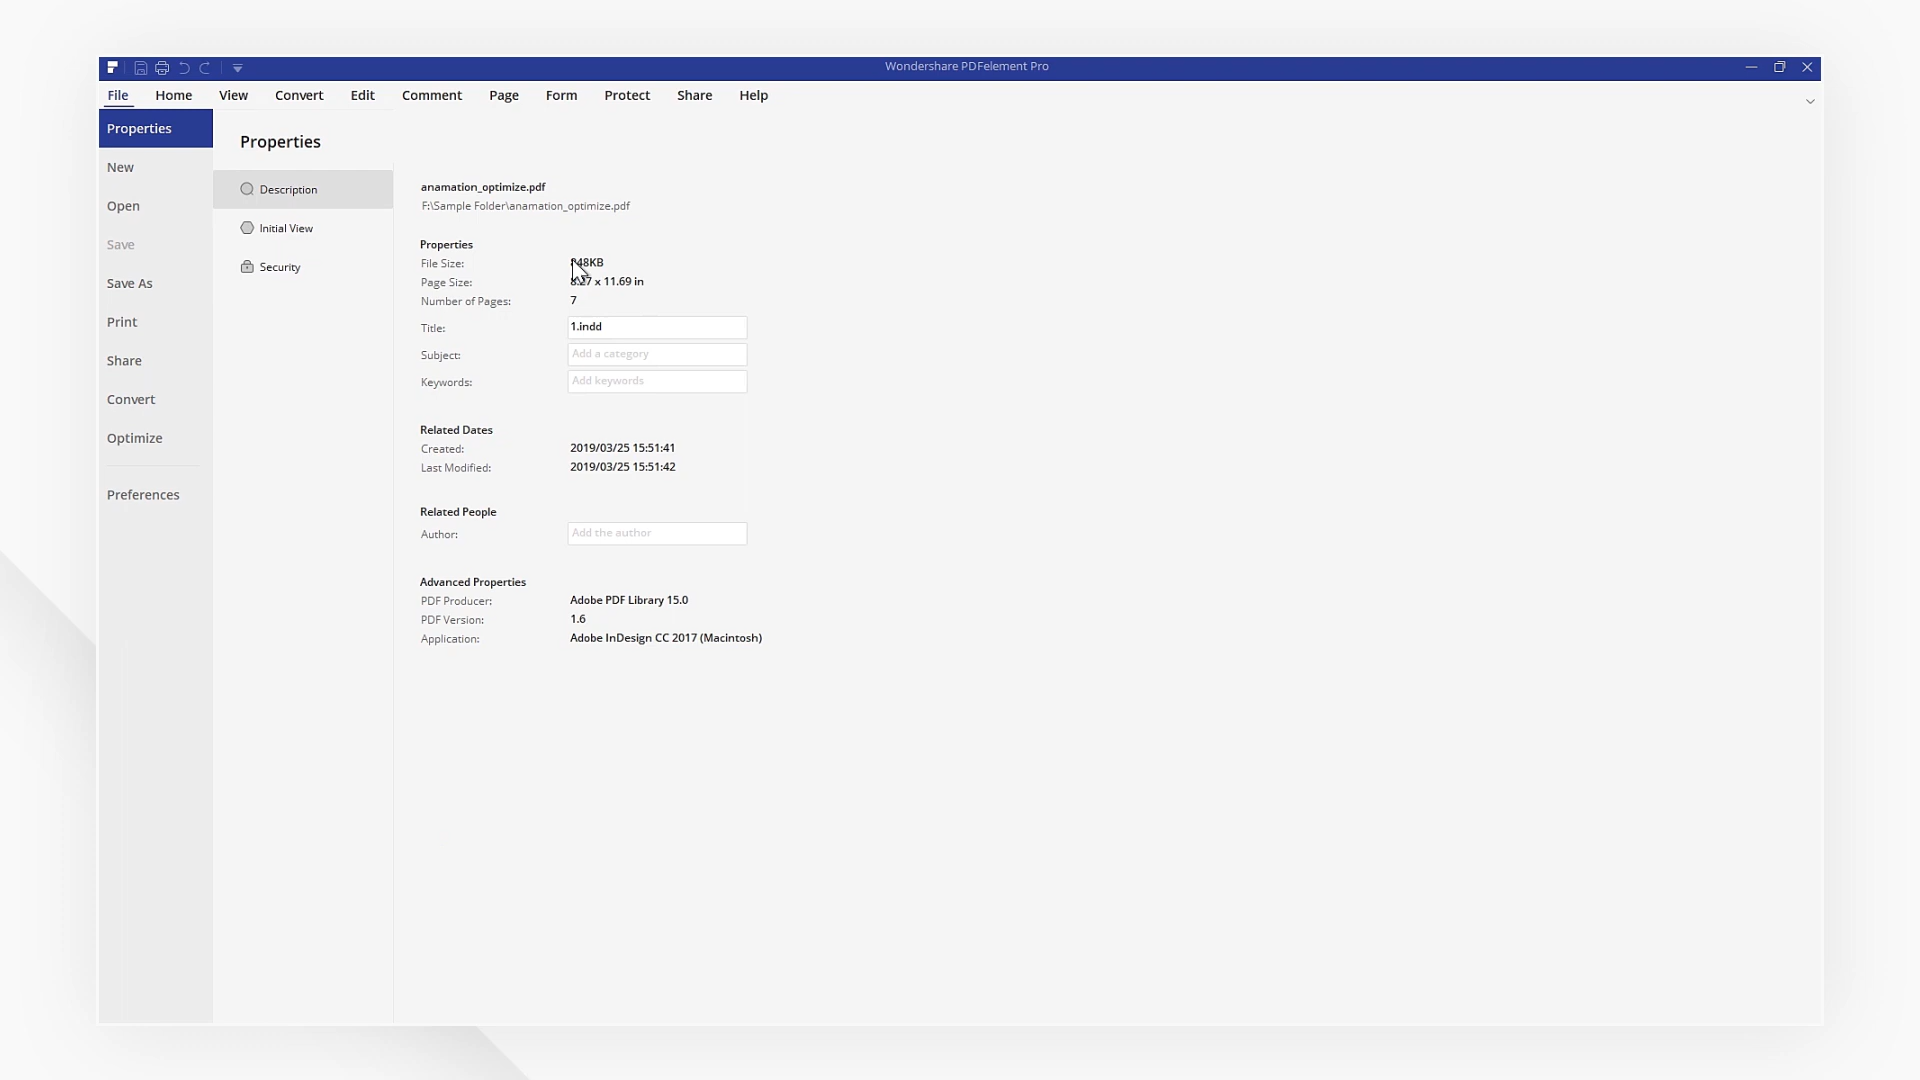 Wondershare PDFelement Pro
File Home View Convert Edit Comment Page Form Protect Share Help
Properties
New
Open
Save
Save As
Print
Share
Convert
Optimize
Preferences
Properties
Description
Initial View
Security
anamation_optimize.pdf
F:\Sample Folder\anamation_optimize.pdf
Properties
File Size:
Page Size: x 11.69 in
Number of Pages: 7
Title: 1.indd
Subject: Add a category
Keywords: Add keywords
Related Dates
Created: 2019/03/25 15:51:41
Last Modified: 2019/03/25 15:51:42
Related People
Author: Add the author
Advanced Properties
PDF Producer: Adobe PDF Library 15.0
PDF Version: 1.6
Application: Adobe InDesign CC 2017 (Macintosh)